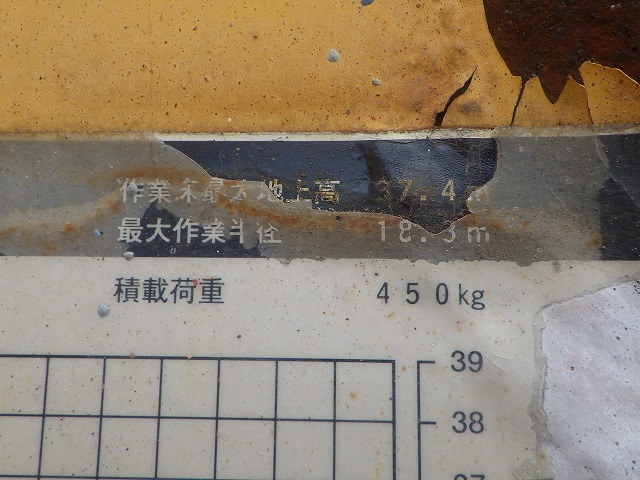 作業床最大地上高 37.4m
最大作業半径 18.3m
積載荷重 450kg
39
38
37